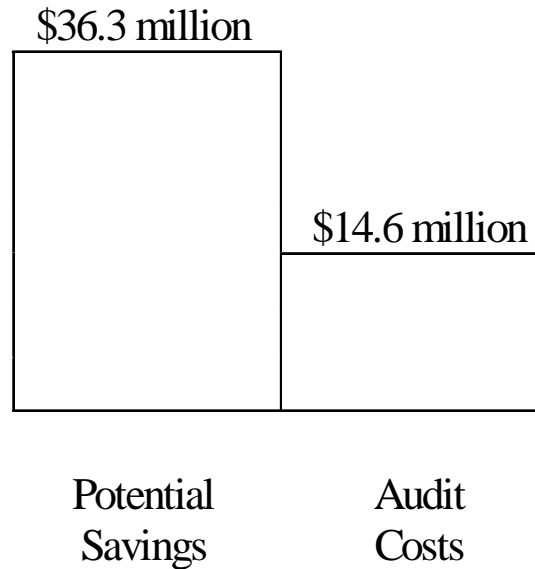 $36.3 million
$14.6 million
Potential
Savings
Audit
Costs